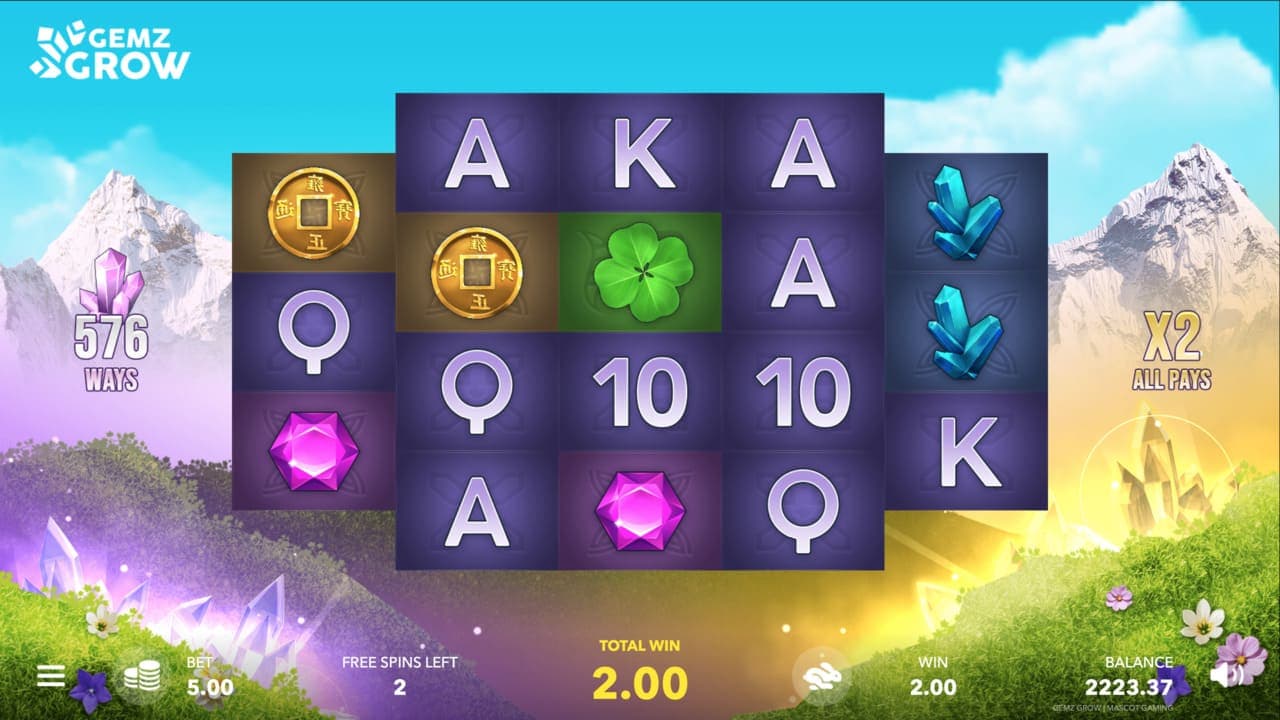 GEMZ
GROW
A K A
A
Q
Q 10 10
K
A Q
576
WAYS
X2
ALL PAYS
TOTAL WIN
2.00
BET
5.00
FREE SPINS LEFT
2
WIN
2.00
BALANCE
2223.37
GEMZ GROW | MASCOT GAMING